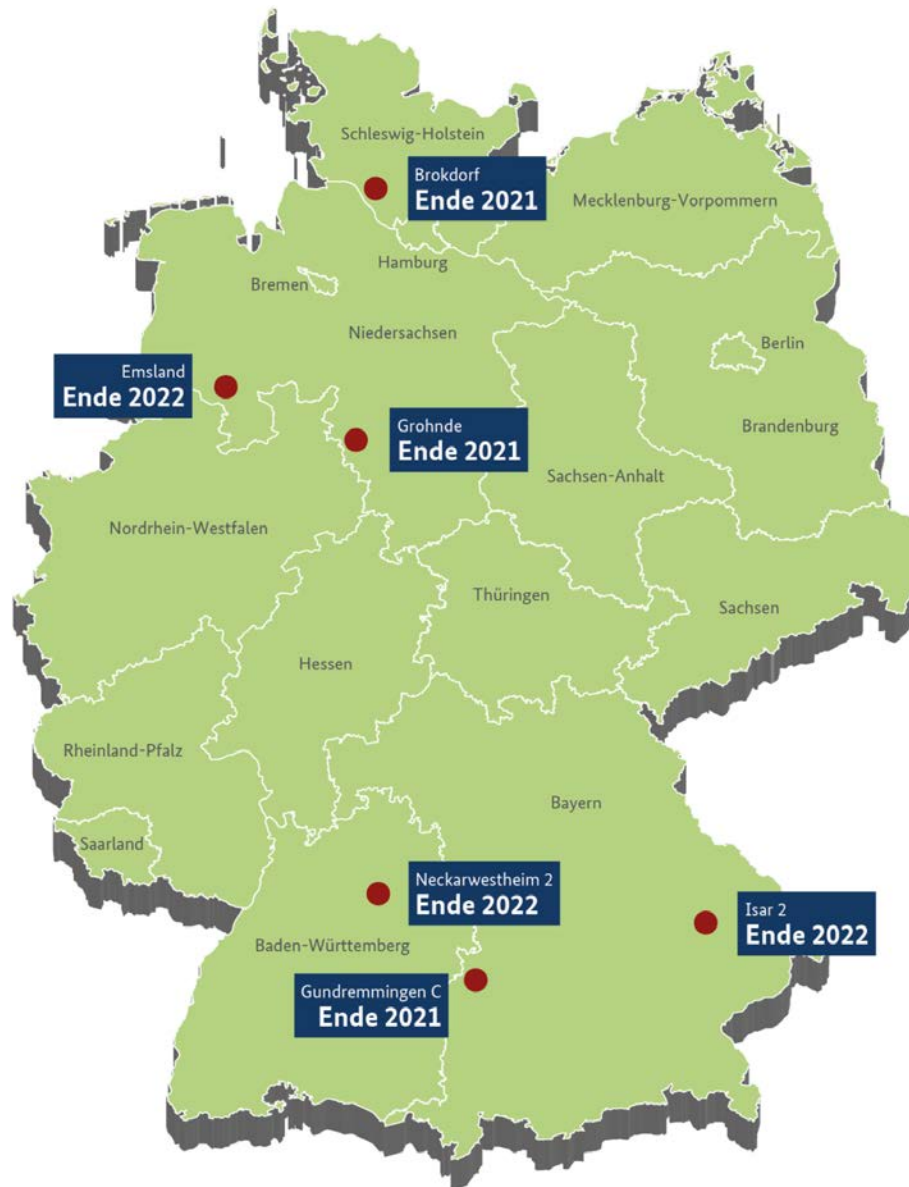 Schleswig-Holstein
Brokdorf
Ende 2021
Mecklenburg-Vorpommern
Hamburg
Bremen
Niedersachsen
Berlin
Emsland
Ende 2022
Grohnde
Ende 2021
Brandenburg
Sachsen-Anhalt
Nordrhein-Westfalen
Thüringen
Sachsen
Hessen
Rheinland-Pfalz
Bayern
Saarland
Neckarwestheim 2
Ende 2022
Isar 2
Ende 2022
Baden-Württemberg
Gundremmingen C
Ende 2021